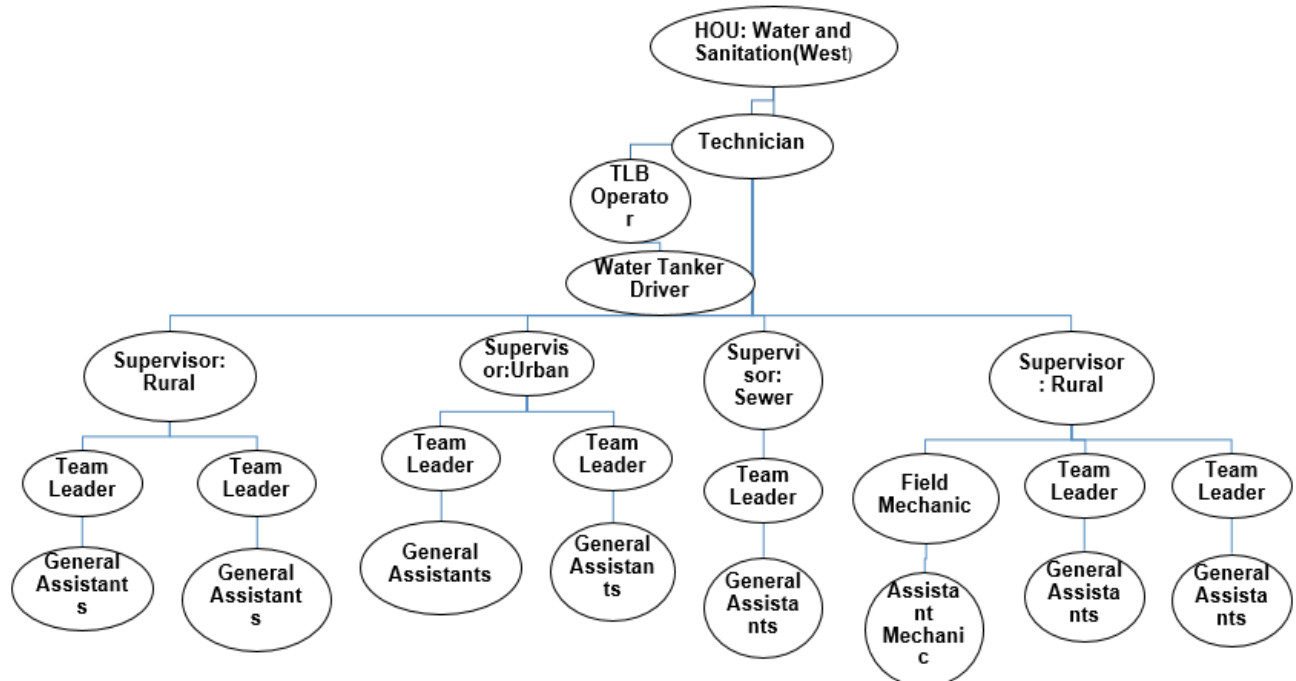 HOU: Water and
Sanitation(West)
Technician
TLB
Operato
r
Water Tanker
Driver
Supervisor:
Rural
Supervis
or:Urban
Supervi
sor:
Sewer
Supervisor
: Rural
Team
Leader
Team
Leader
Team
Leader
Team
Leader
Team
Leader
Field
Mechanic
Team
Leader
Team
Leader
General
Assistant
s
General
Assistant
s
General
Assistants
General
Assistan
ts
General
Assista
nts
Assista
nt
Mechani
c
General
Assista
nts
General
Assista
nts